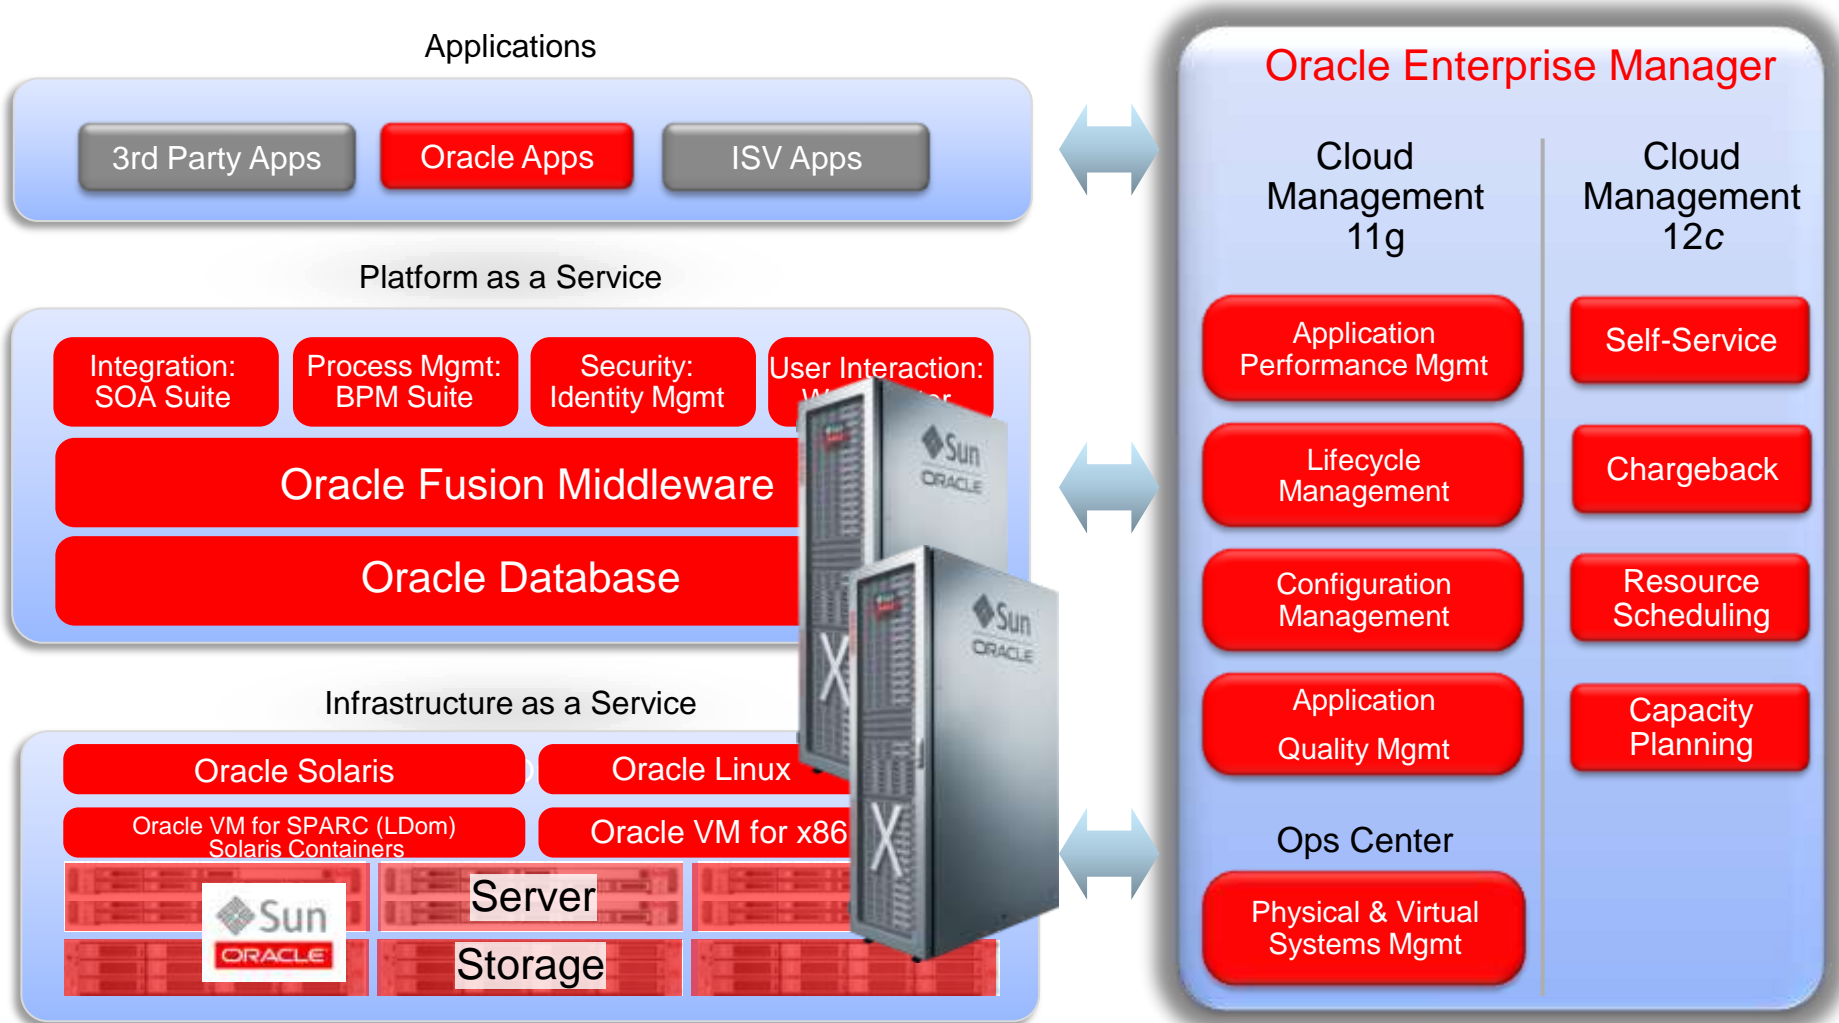 Applications
3rd Party Apps
Oracle Apps
ISV Apps
Platform as a Service
Integration:
SOA Suite
Process Mgmt:
BPM Suite
Security:
Identity Mgmt
User Interaction:
Oracle Fusion Middleware
Oracle Database
Sun
ORACLE
X
Sun
ORACLE
X
Infrastructure as a Service
Oracle Solaris
Oracle Linux
Oracle VM for SPARC (LDom)
Solaris Containers
Oracle VM for x86
Server
Sun
ORACLE
Storage
Oracle Enterprise Manager
Cloud
Management
11g
Application
Performance Mgmt
Lifecycle
Management
Configuration
Management
Application
Quality Mgmt
Ops Center
Physical & Virtual
Systems Mgmt
Cloud
Management
12c
Self-Service
Chargeback
Resource
Scheduling
Capacity
Planning